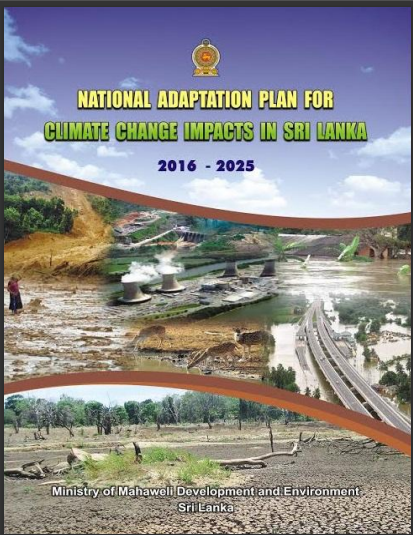 NATIONAL ADAPTATION PLAN FOR
CLIMATE CHANGE IMPACTS IN SRI LANKA
2016 - 2025
Ministry of Mahaweli Development and Environment
Sri Lanka